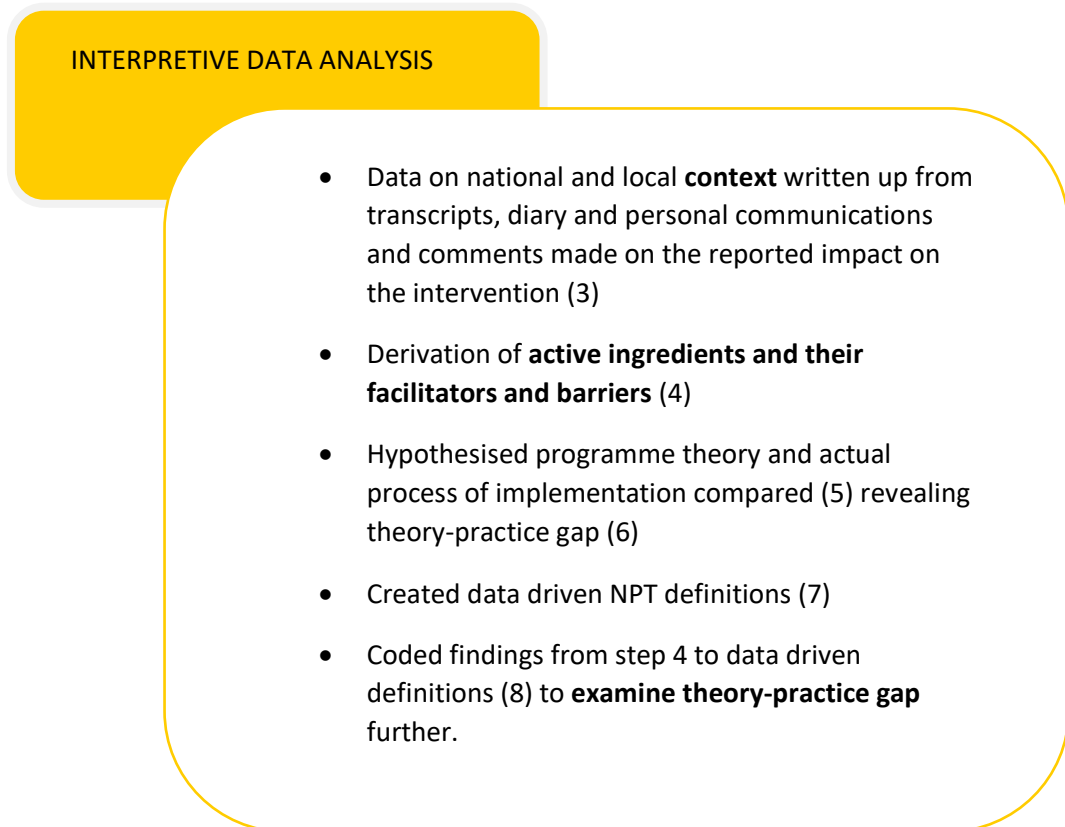 INTERPRETIVE DATA ANALYSIS
• Data on national and local context written up from
transcripts, diary and personal communications
and comments made on the reported impact on
the intervention (3)
• Derivation of active ingredients and their
facilitators and barriers (4)
• Hypothesised programme theory and actual
process of implementation compared (5) revealing
theory-practice gap (6)
• Created data driven NPT definitions (7)
• Coded findings from step 4 to data driven
definitions (8) to examine theory-practice gap
further.